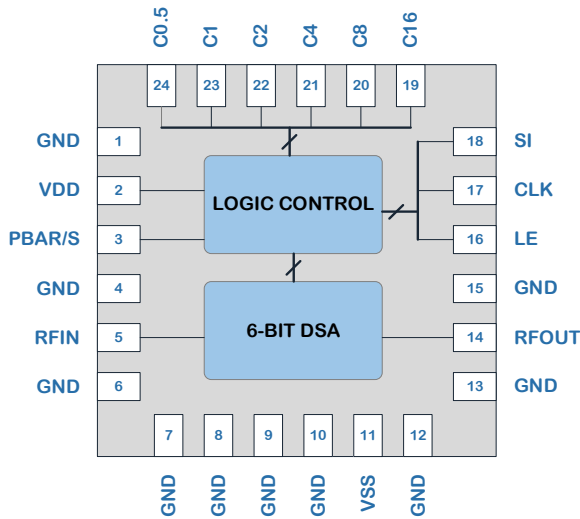 C0.5 C1 C2 C4 C8 C16
24 23 22 21 20 19
GND 1 18 SI
VDD 2 LOGIC CONTROL 17 CLK
PBAR/S 3 16 LE
GND 4 15 GND
RFIN 5 6-BIT DSA 14 RFOUT
GND 6 13 GND
7 8 9 10 11 12
GND GND GND GND VSS GND